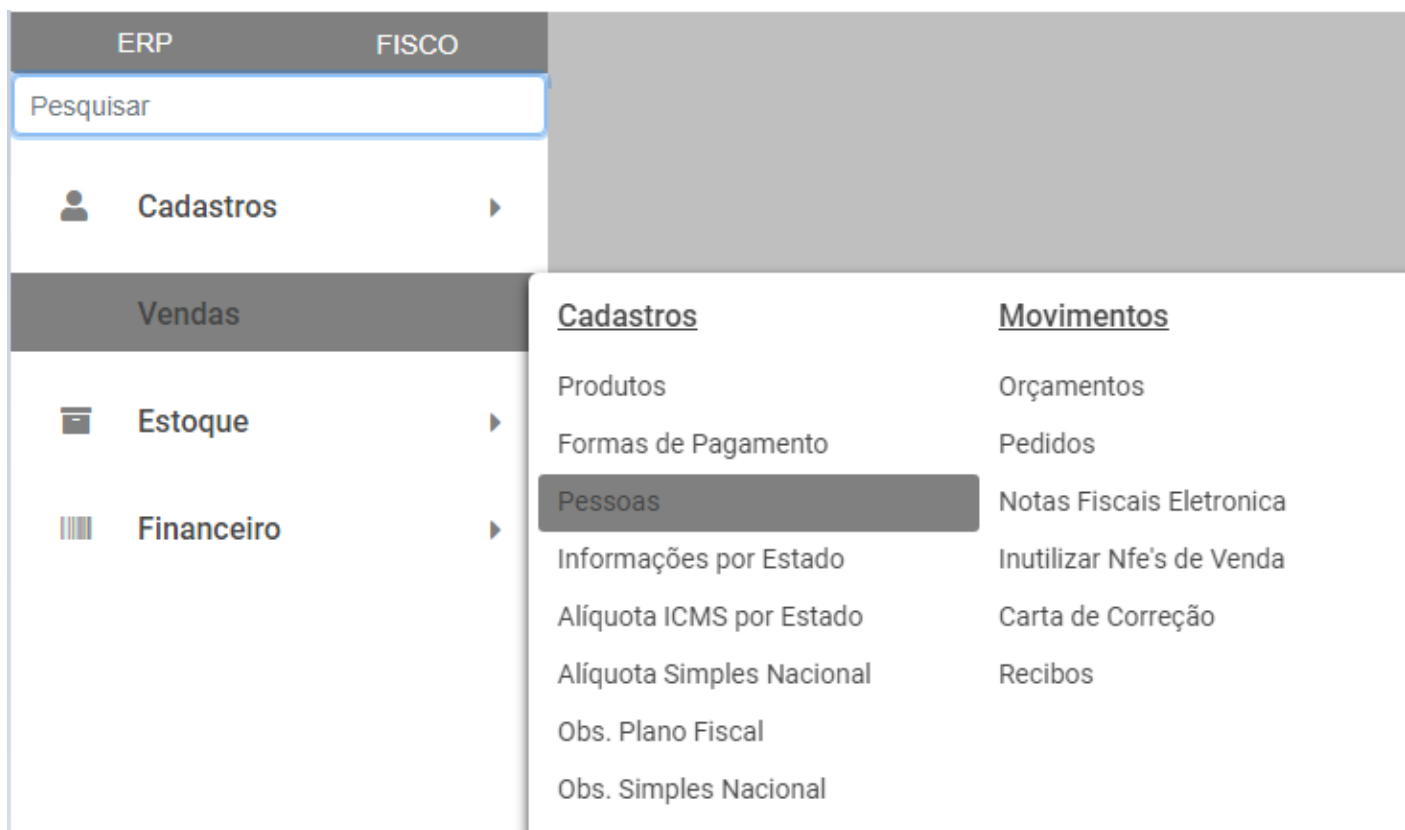 ERP FISCO
Pesquisar
Cadastros
Vendas
Estoque
Financeiro
Cadastros
Produtos
Formas de Pagamento
Pessoas
Informações por Estado
Alíquota ICMS por Estado
Alíquota Simples Nacional
Obs. Plano Fiscal
Obs. Simples Nacional
Movimentos
Orçamentos
Pedidos
Notas Fiscais Eletronica
Inutilizar Nfe's de Venda
Carta de Correção
Recibos